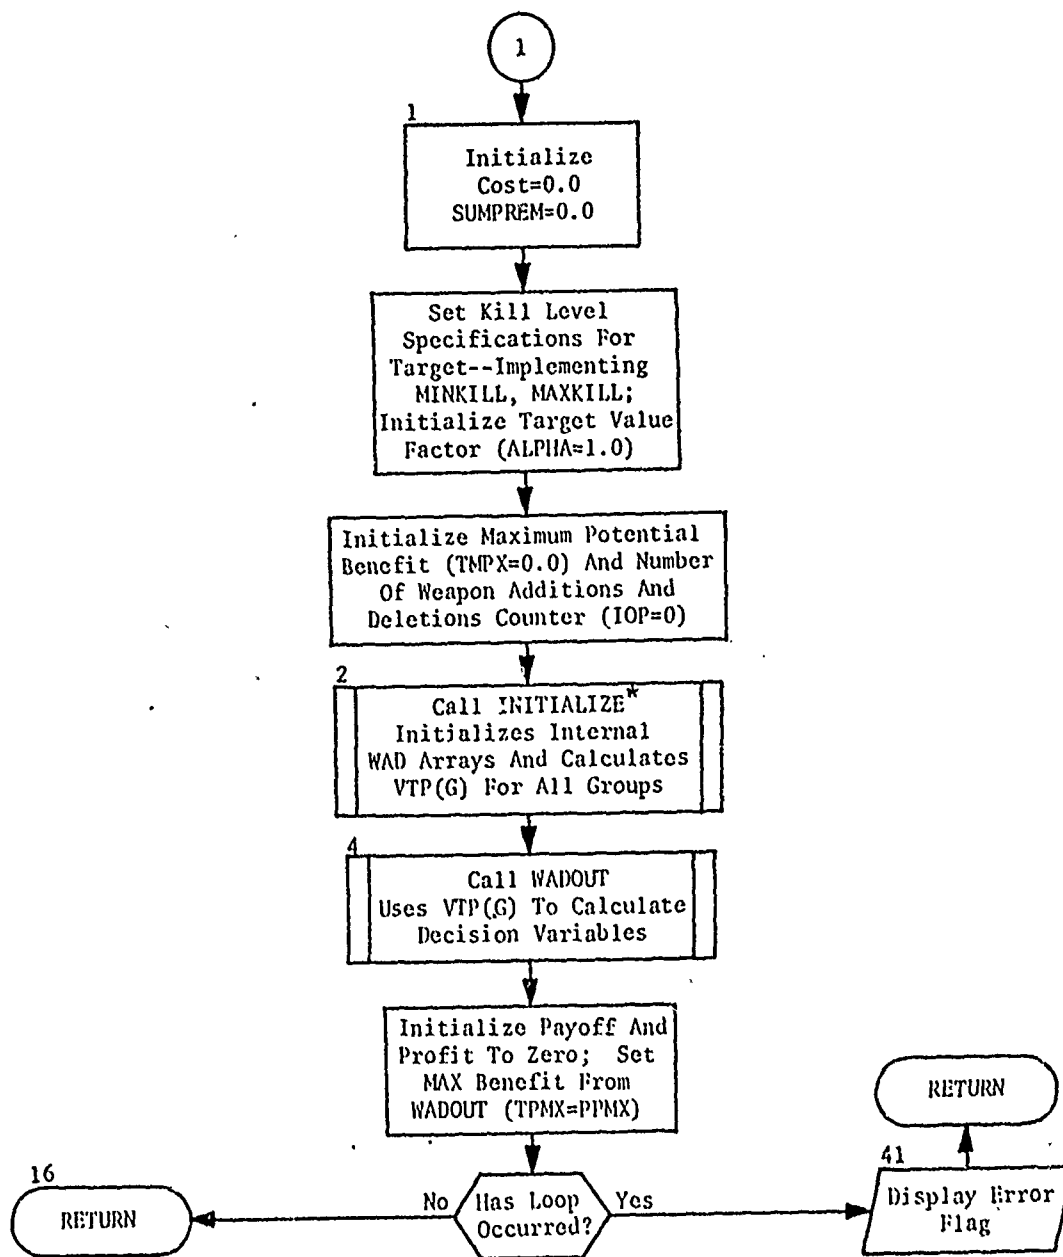 1
1
Initialize
Cost=0.0
SUMPREM=0.0
Set Kill Level
Specifications For
Target--Implementing
MINKILL, MAXKILL;
Initialize Target Value
Factor (ALPHA=1.0)
Initialize Maximum Potential
Benefit (TMPX=0.0) And Number
Of Weapon Additions And
Deletions Counter (IOP=0)
2
Call INITIALIZE*
Initializes Internal
WAD Arrays And Calculates
VTP(G) For All Groups
4
Call WADOUT
Uses VTP(G) To Calculate
Decision Variables
Initialize Payoff And
Profit To Zero; Set
MAX Benefit From
WADOUT (TPMX=PPMX)
RETURN
16
RETURN
No
Has Loop
Occurred?
Yes
41
Display Error
Flag